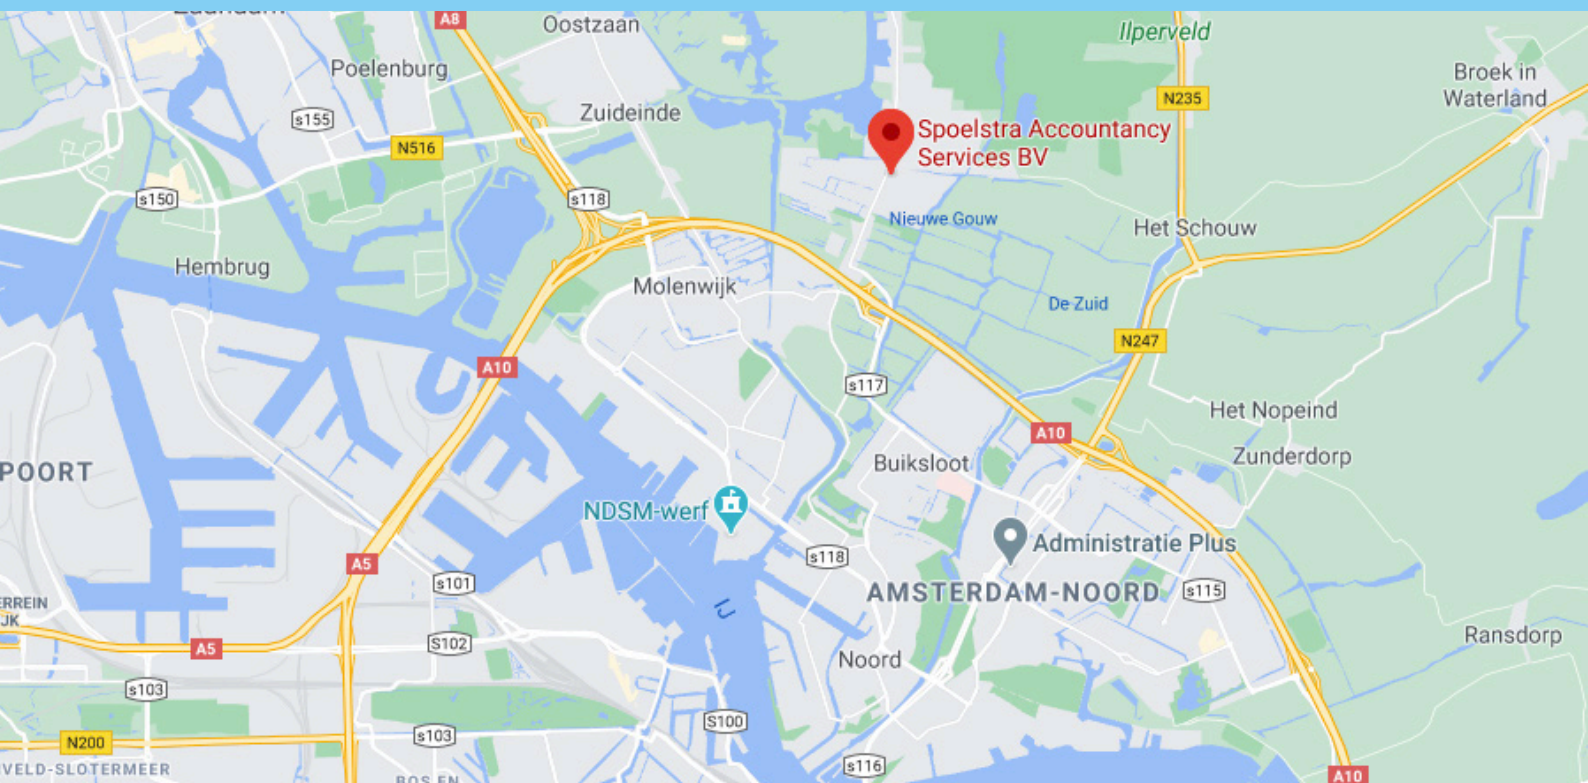 A8
Oostzaan
Ilperveld
Poelenburg
Broek in
Waterland
N235
s155
Zuideinde
Spoelstra Accountancy
Services BV
N516
s150
s118
Nieuwe Gouw
Het Schouw
Hembrug
Molenwijk
De Zuid
N247
A10
s117
Het Nopeind
A10
Buiksloot
Zunderdorp
POORT
NDSM-werf
Administratie Plus
s118
A5
s101
AMSTERDAM-NOORD
s115
ERREIN
JK
IJ
S102
Ransdorp
A5
Noord
s103
S100
s103
N200
VELD-SLOTERMEER
s116
A10
BOS EN